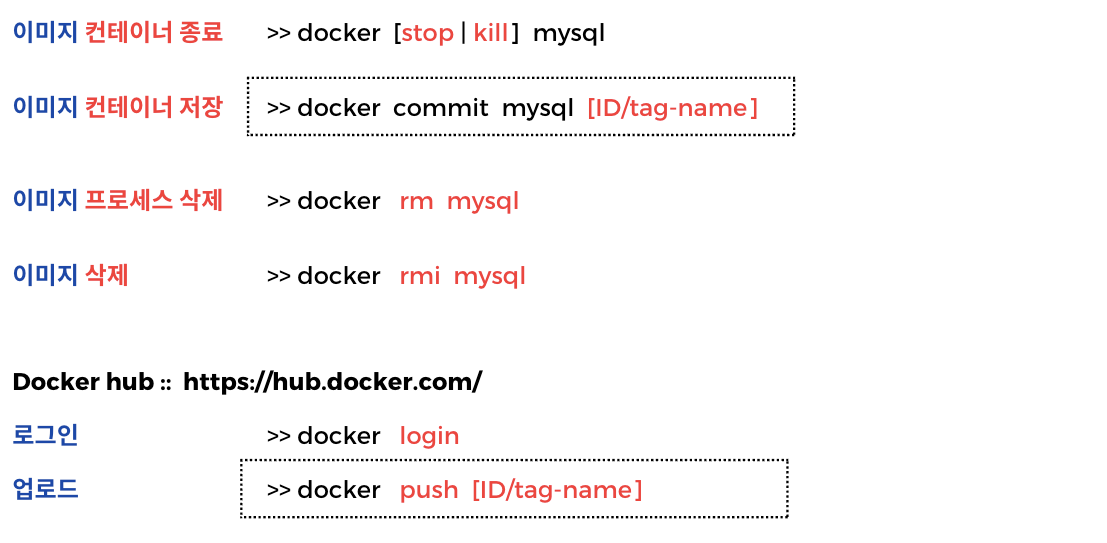 이미지 컨테이너 종료 >> docker [stop | kill] mysql
이미지 컨테이너 저장 >> docker commit mysql [ID/tag-name]
이미지 프로세스 삭제 >> docker rm mysql
이미지 삭제 >> docker rmi mysql
Docker hub :: https://hub.docker.com/
로그인 >> docker login
업로드 >> docker push [ID/tag-name]